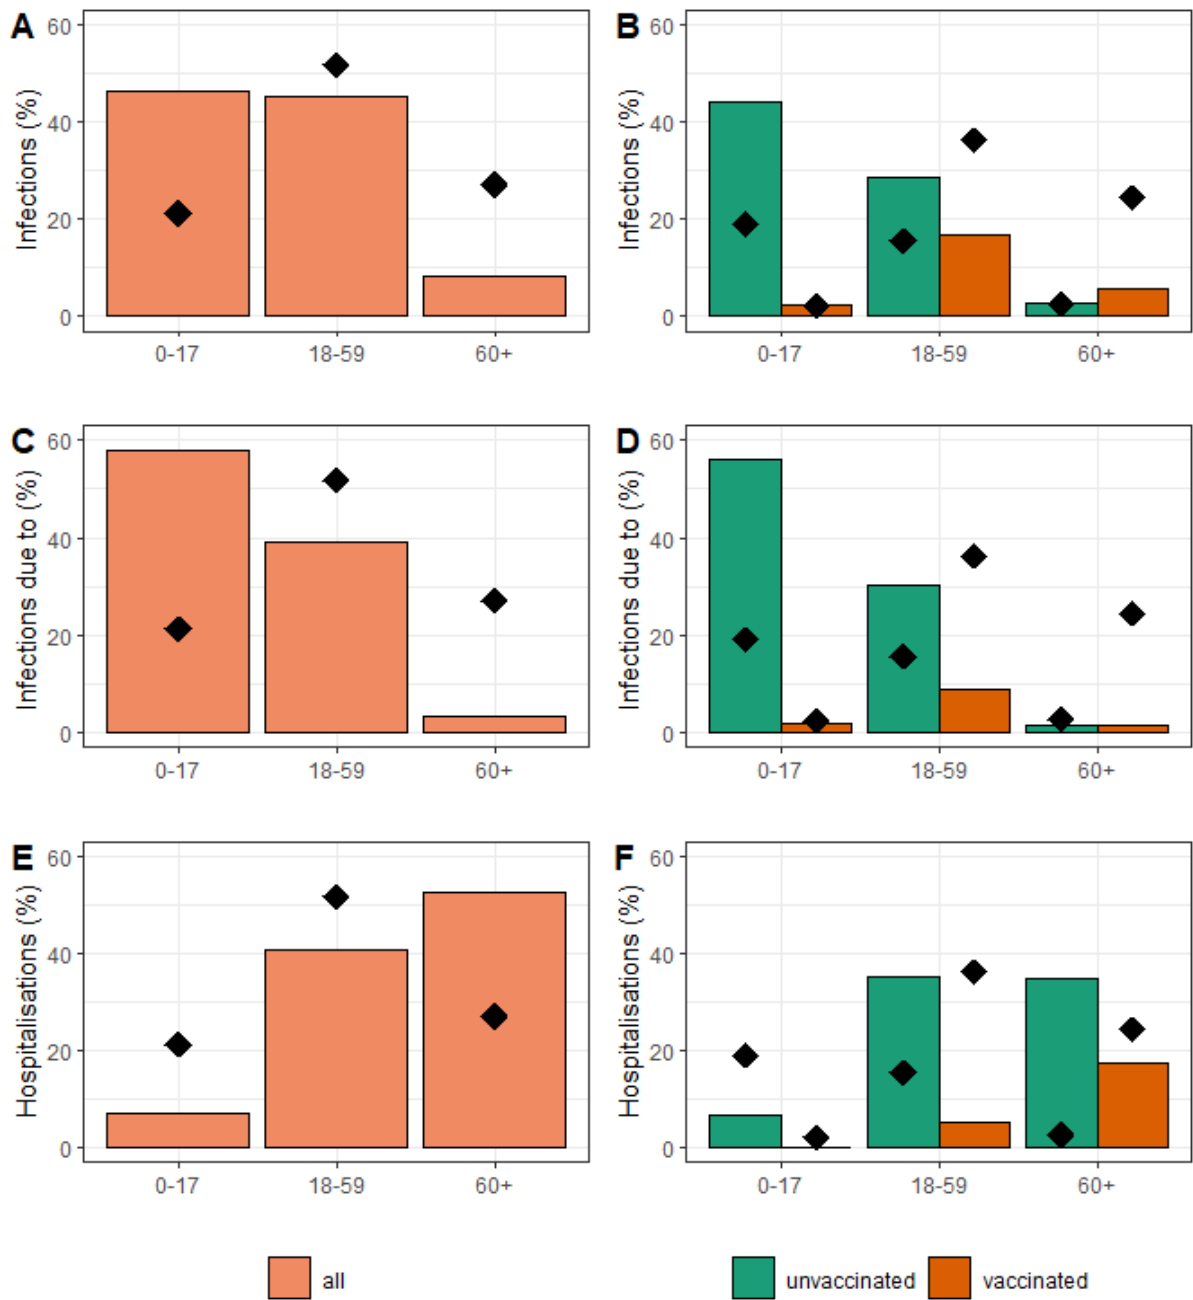 A
60
40
20
0
Infections (%)
0-17 18-59 60+
B
60
40
20
0
Infections (%)
0-17 18-59 60+
C
60
40
20
0
Infections due to (%)
0-17 18-59 60+
D
60
40
20
0
Infections due to (%)
0-17 18-59 60+
E
60
40
20
0
Hospitalisations (%)
0-17 18-59 60+
F
60
40
20
0
Hospitalisations (%)
0-17 18-59 60+
all
unvaccinated vaccinated